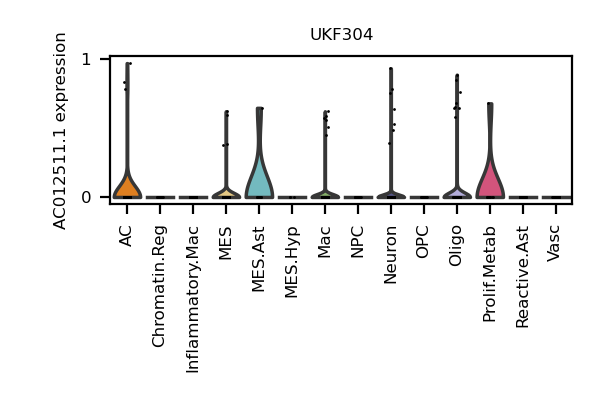 UKF304
AC012511.1 expression
1
0
AC
Chromatin.Reg
Inflammatory.Mac
MES
MES.Ast
MES.Hyp
Mac
NPC
Neuron
OPC
Oligo
Prolif.Metab
Reactive.Ast
Vasc